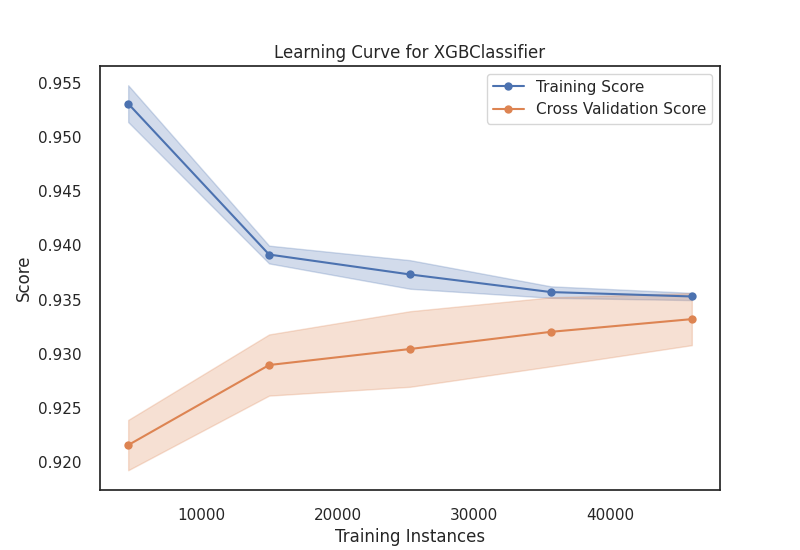 Learning Curve for XGBClassifier
Training Score
Cross Validation Score
Score
0.955
0.950
0.945
0.940
0.935
0.930
0.925
0.920
10000
20000
30000
40000
Training Instances